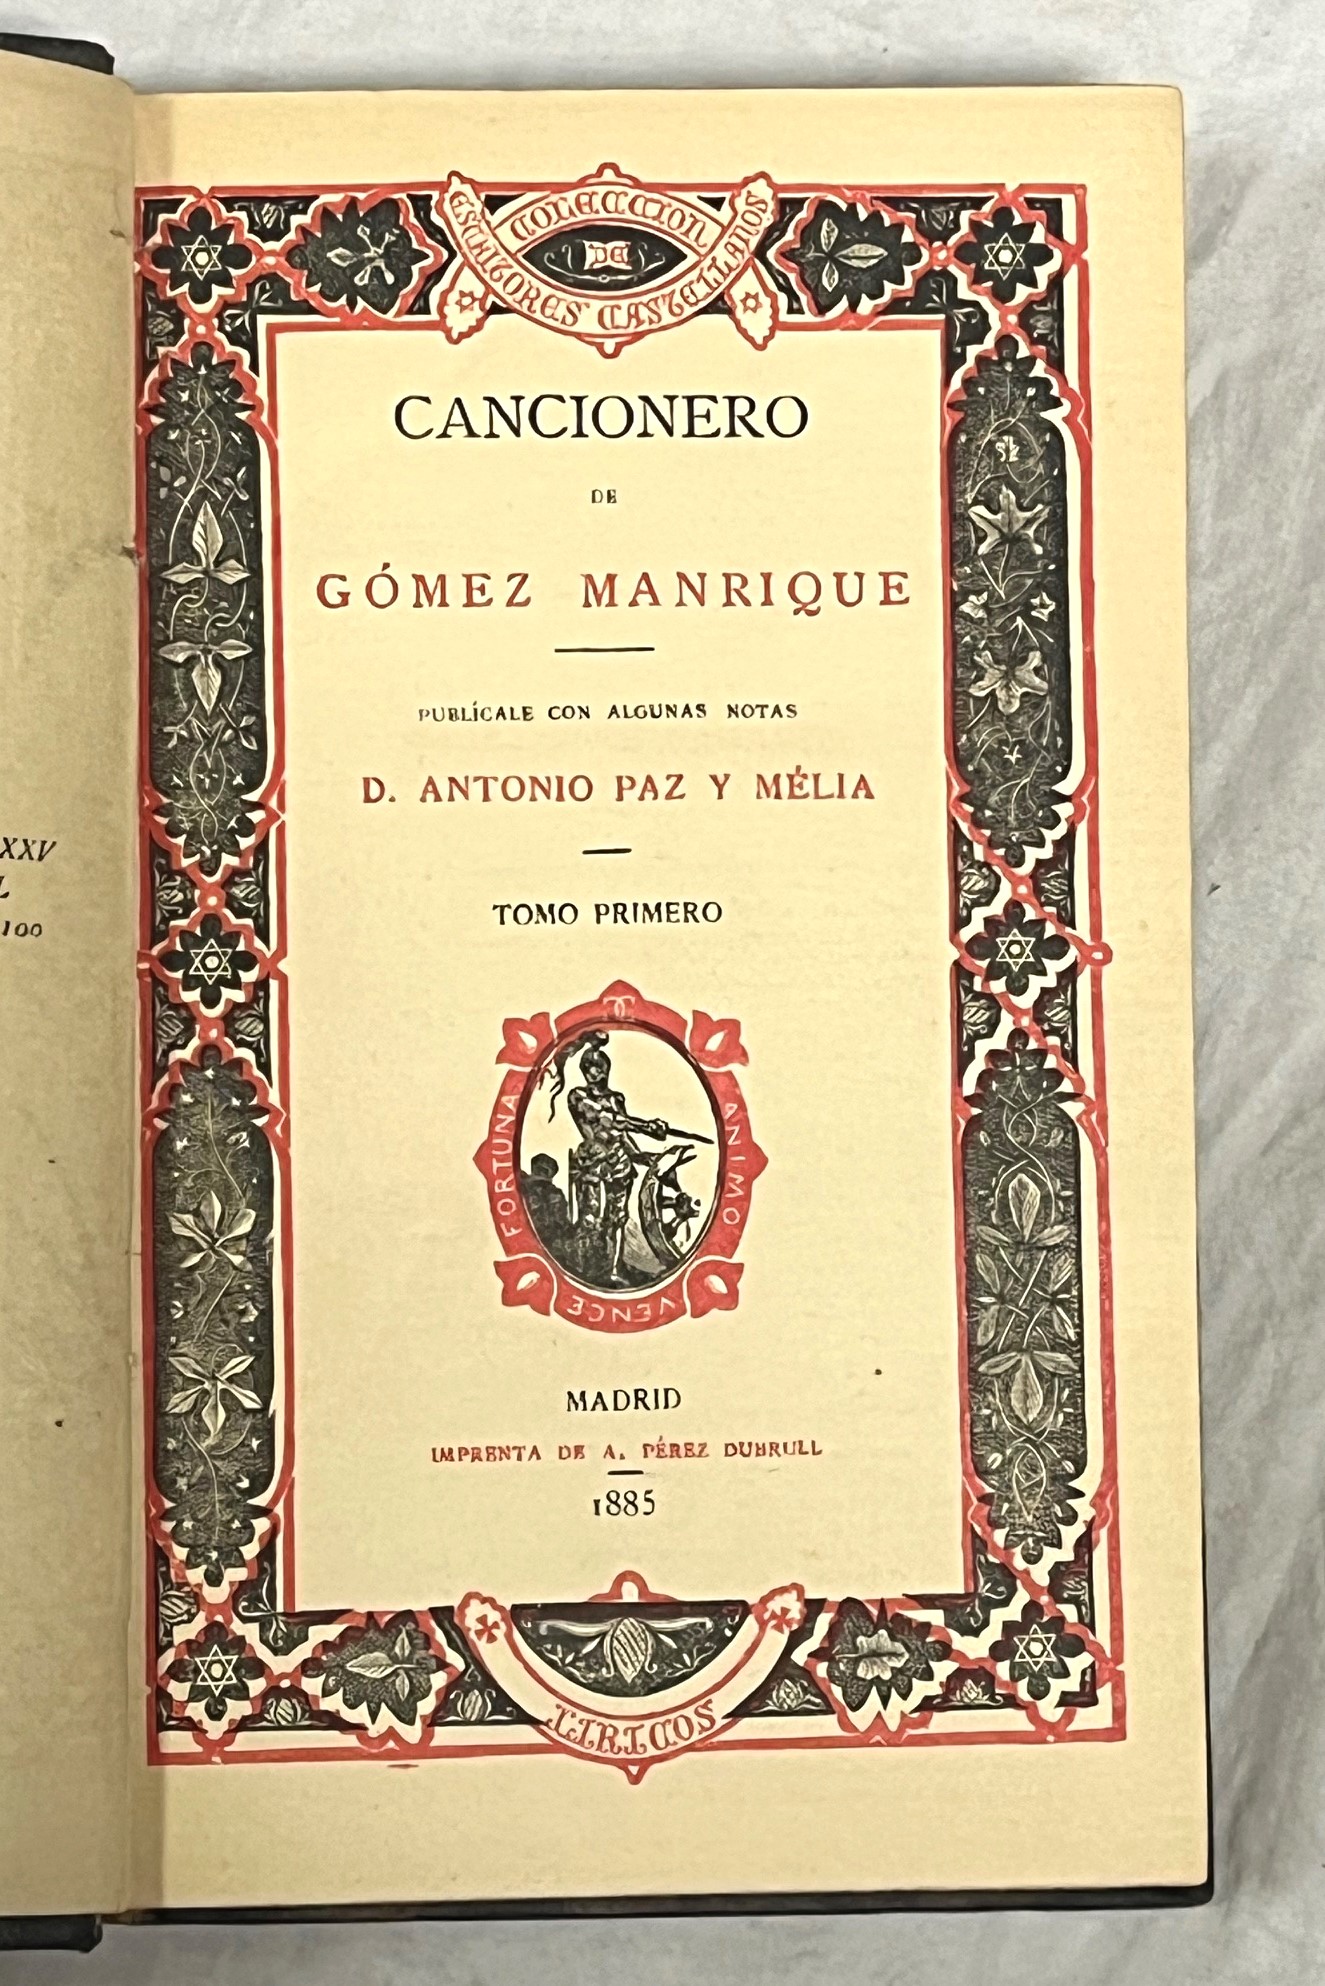 XXV
L
100
COLECCION
DE
ESCRITORES CASTELLANOS
CANCIONERO
DE
GÓMEZ MANRIQUE
PUBLÍCALE CON ALGUNAS NOTAS
D. ANTONIO PAZ Y MÉLIA
TOMO PRIMERO
FORTUNA
ANIMO
VENCE
MADRID
IMPRENTA DE A. PÉREZ DUBRULL
1885
LIRICOS